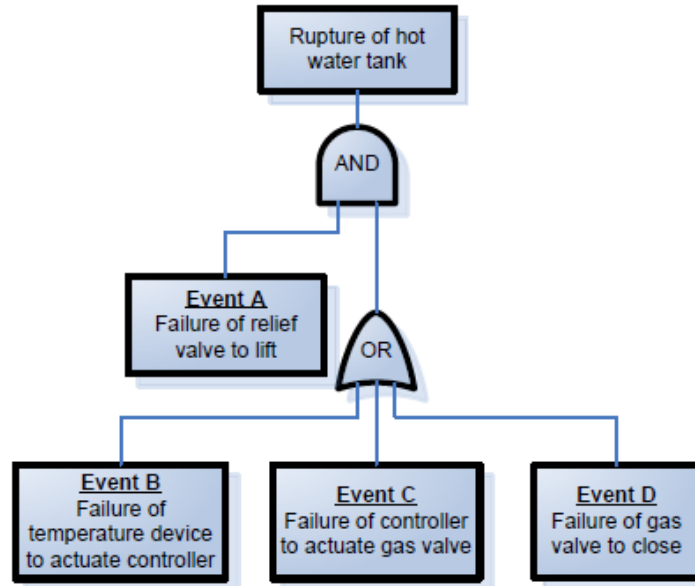 Rupture of hot
water tank
AND
Event A
Failure of relief
valve to lift
OR
Event B
Failure of
temperature device
to actuate controller
Event C
Failure of controller
to actuate gas valve
Event D
Failure of gas
valve to close